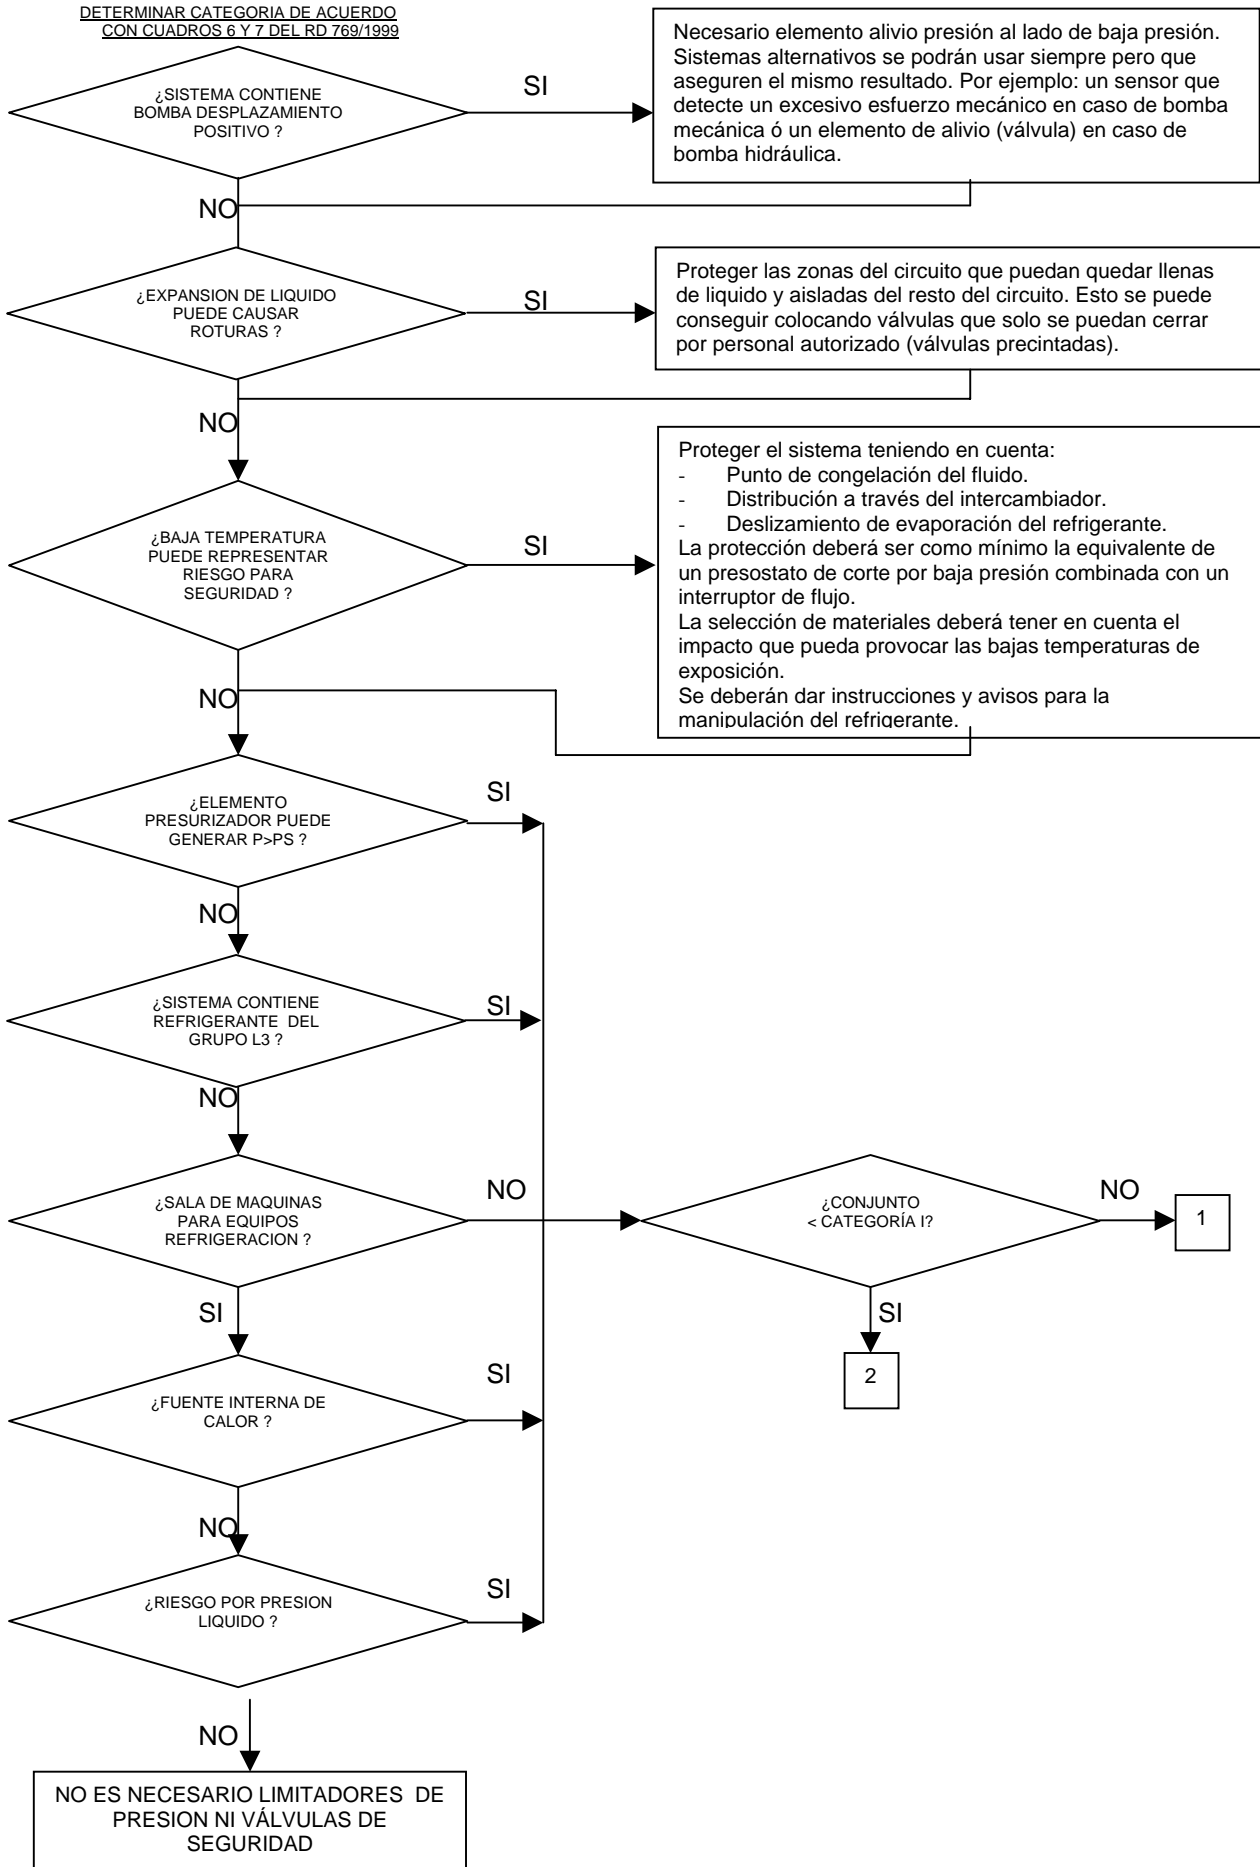 DETERMINAR CATEGORIA DE ACUERDO
CON CUADROS 6 Y 7 DEL RD 769/1999
¿SISTEMA CONTIENE
BOMBA DESPLAZAMIENTO
POSITIVO ?
SI
Necesario elemento alivio presión al lado de baja presión.
Sistemas alternativos se podrán usar siempre pero que
aseguren el mismo resultado. Por ejemplo: un sensor que
detecte un excesivo esfuerzo mecánico en caso de bomba
mecánica ó un elemento de alivio (válvula) en caso de
bomba hidráulica.
NO
¿EXPANSION DE LIQUIDO
PUEDE CAUSAR
ROTURAS ?
SI
Proteger las zonas del circuito que puedan quedar llenas
de liquido y aisladas del resto del circuito. Esto se puede
conseguir colocando válvulas que solo se puedan cerrar
por personal autorizado (válvulas precintadas).
NO
¿BAJA TEMPERATURA
PUEDE REPRESENTAR
RIESGO PARA
SEGURIDAD ?
SI
Proteger el sistema teniendo en cuenta:
- Punto de congelación del fluido.
- Distribución a través del intercambiador.
- Deslizamiento de evaporación del refrigerante.
La protección deberá ser como mínimo la equivalente de
un presostato de corte por baja presión combinada con un
interruptor de flujo.
La selección de materiales deberá tener en cuenta el
impacto que pueda provocar las bajas temperaturas de
exposición.
Se deberán dar instrucciones y avisos para la
manipulación del refrigerante.
NO
¿ELEMENTO
PRESURIZADOR PUEDE
GENERAR P>PS ?
SI
NO
¿SISTEMA CONTIENE
REFRIGERANTE DEL
GRUPO L3 ?
SI
NO
¿SALA DE MAQUINAS
PARA EQUIPOS
REFRIGERACION ?
NO
¿CONJUNTO
< CATEGORÍA I?
NO
1
SI
2
SI
¿FUENTE INTERNA DE
CALOR ?
SI
NO
¿RIESGO POR PRESION
LIQUIDO ?
SI
NO
NO ES NECESARIO LIMITADORES DE
PRESION NI VÁLVULAS DE
SEGURIDAD